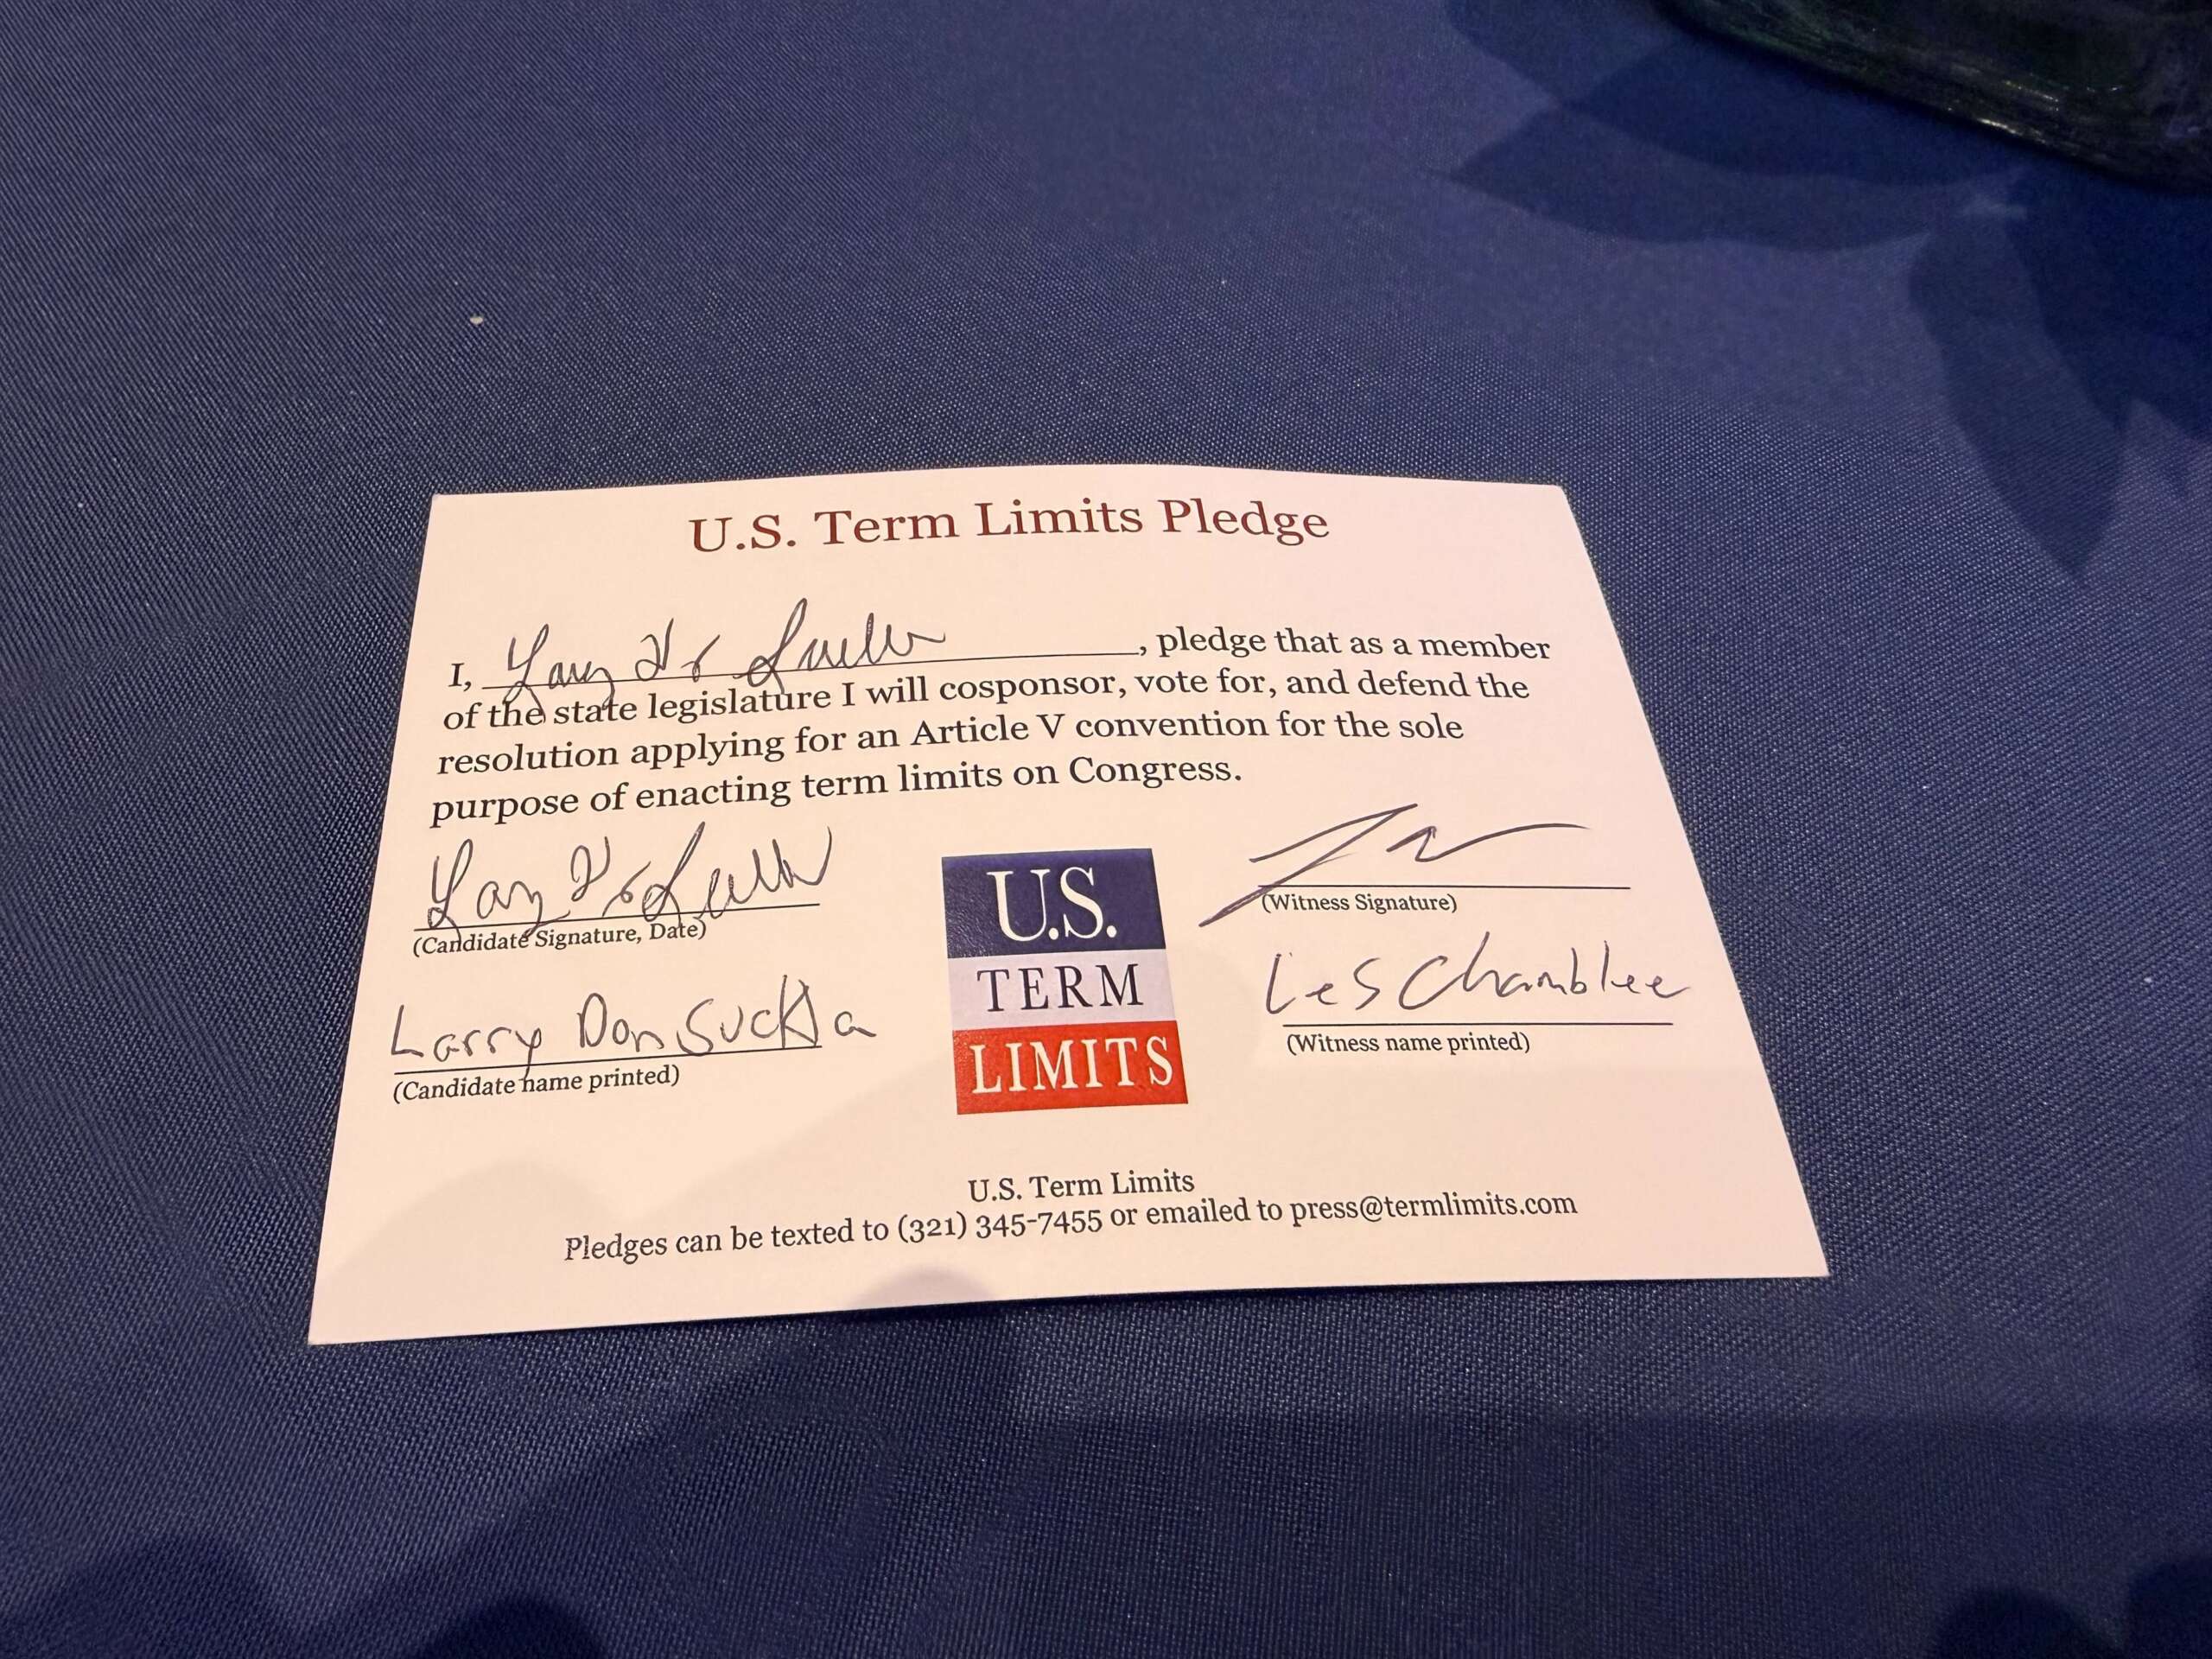 U.S. Term Limits Pledge
I, , pledge that as a member
of the state legislature I will cosponsor, vote for, and defend the
resolution applying for an Article V convention for the sole
purpose of enacting term limits on Congress.
(Candidate Signature, Date)
Larry Don Suckla
(Candidate name printed)
U.S.
TERM
LIMITS
(Witness Signature)
Les Chamblee
(Witness name printed)
U.S. Term Limits
Pledges can be texted to (321) 345-7455 or emailed to press@termlimits.com